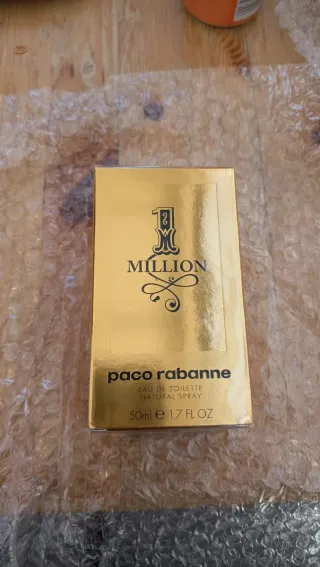 1
MILLION
paco rabanne
EAU DE TOILETTE
NATURAL SPRAY
50ml e 1.7 FL OZ